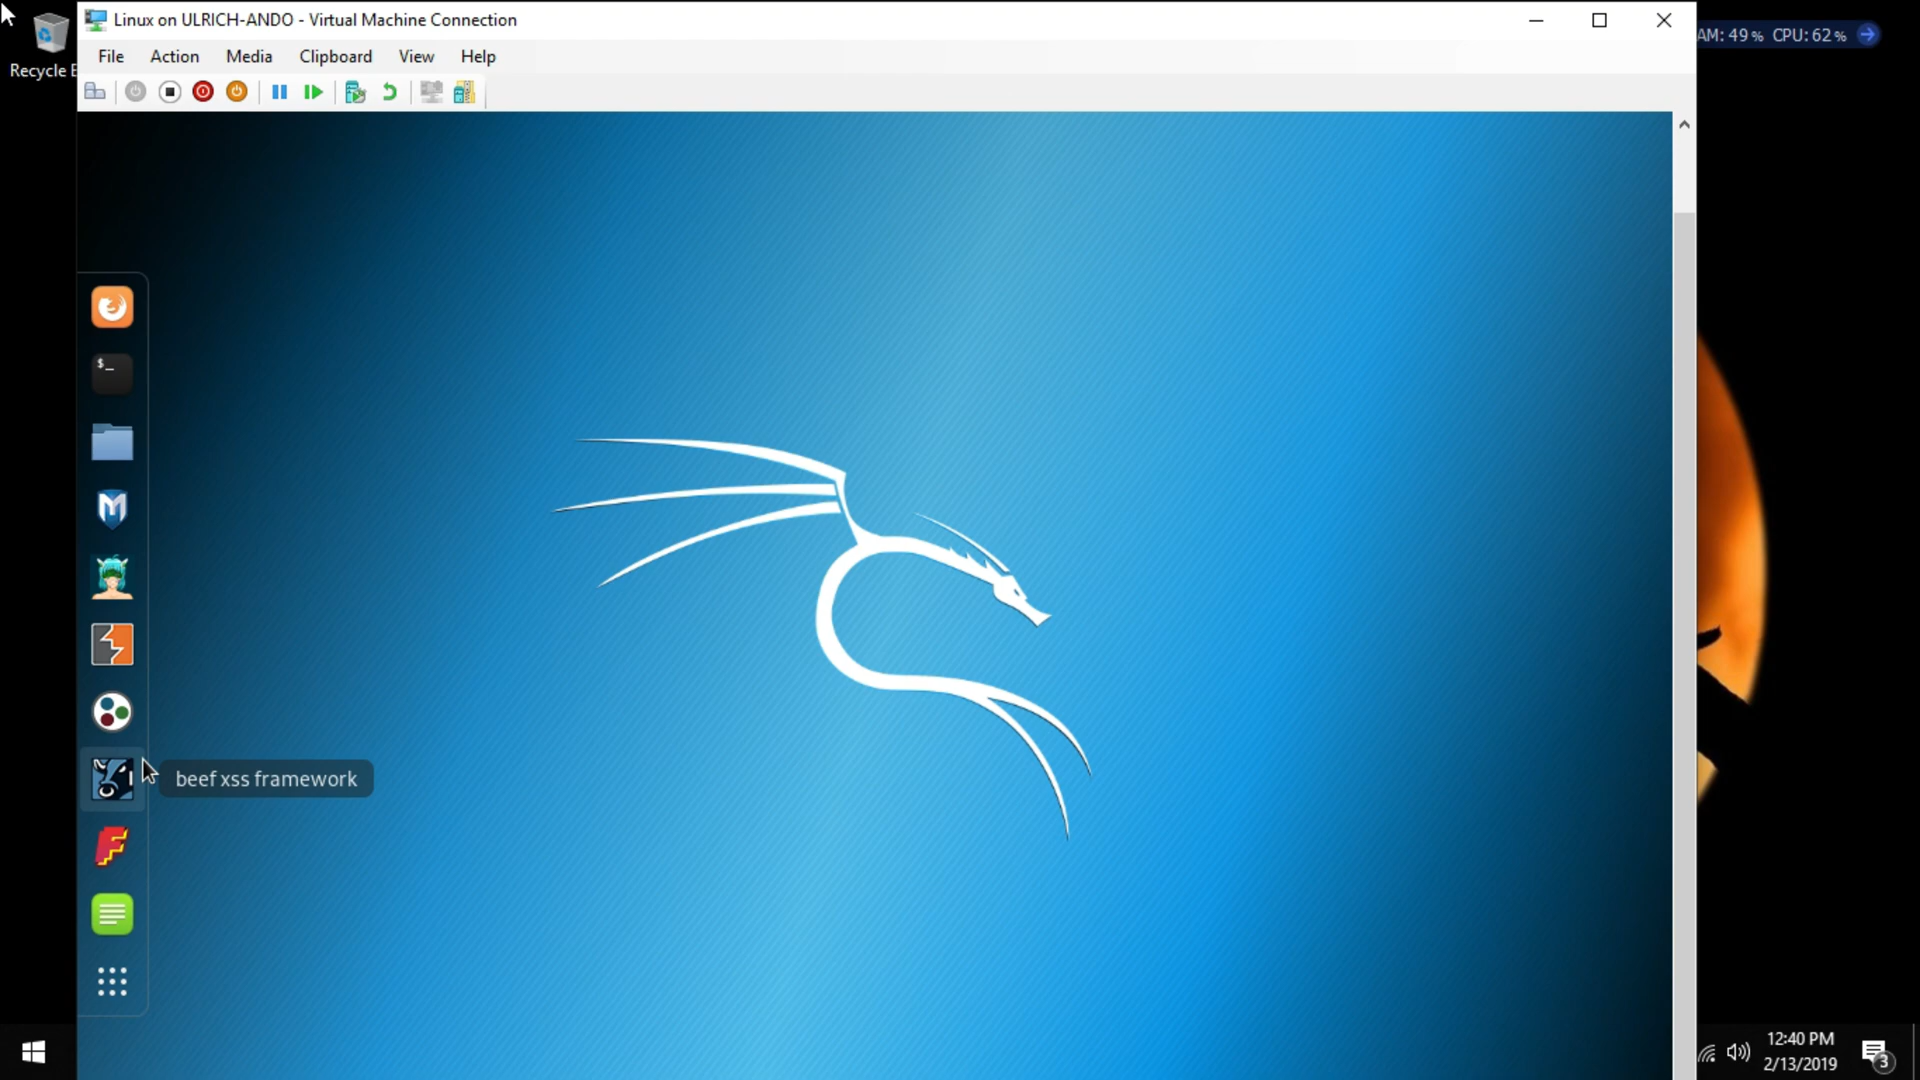 Linux on ULRICH-ANDO - Virtual Machine Connection
File Action Media Clipboard View Help
Recycle B
AM: 49% CPU: 62%
$_
beef xss framework
12:40 PM
2/13/2019
3